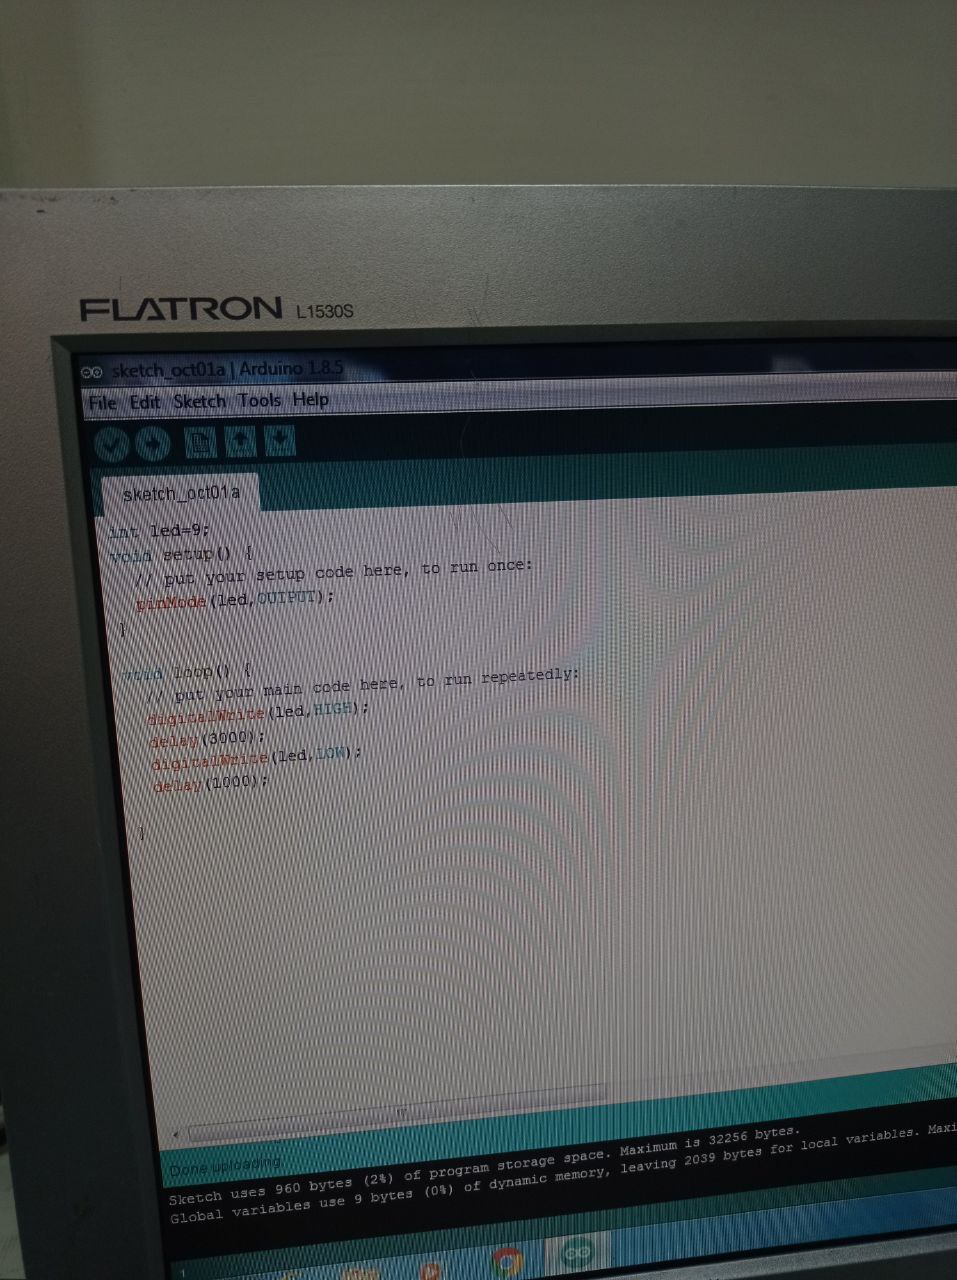 FLATRON L1530S
sketch_oct01a | Arduino 1.8.5
File Edit Sketch Tools Help
sketch_oct01a
int led=9;
void setup() {
// put your setup code here, to run once:
pinMode(led,OUTPUT);
}
void loop() {
// put your main code here, to run repeatedly:
digitalWrite(led,HIGH);
delay(3000);
digitalWrite(led,LOW);
delay(1000);
}
Done uploading.
Sketch uses 960 bytes (2%) of program storage space. Maximum is 32256 bytes.
Global variables use 9 bytes (0%) of dynamic memory, leaving 2039 bytes for local variables. Maxi
1